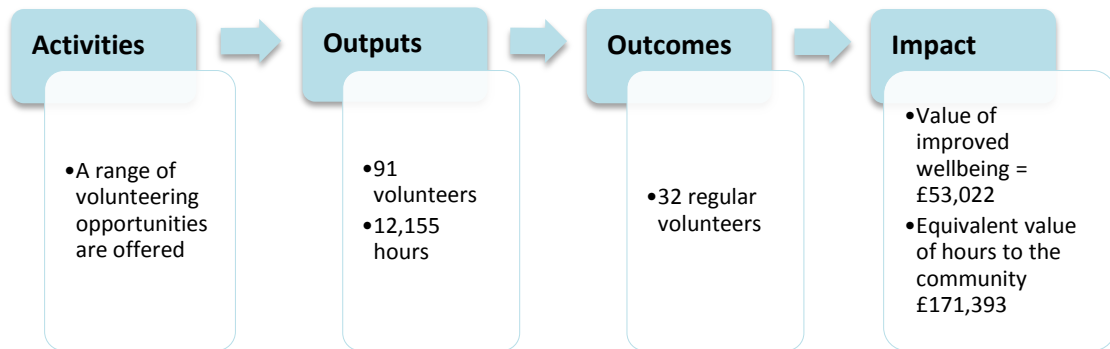 Activities
•A range of
volunteering
opportunities
are offered
Outputs
•91
volunteers
•12,155
hours
Outcomes
•32 regular
volunteers
Impact
•Value of
improved
wellbeing =
£53,022
•Equivalent value
of hours to the
community
£171,393